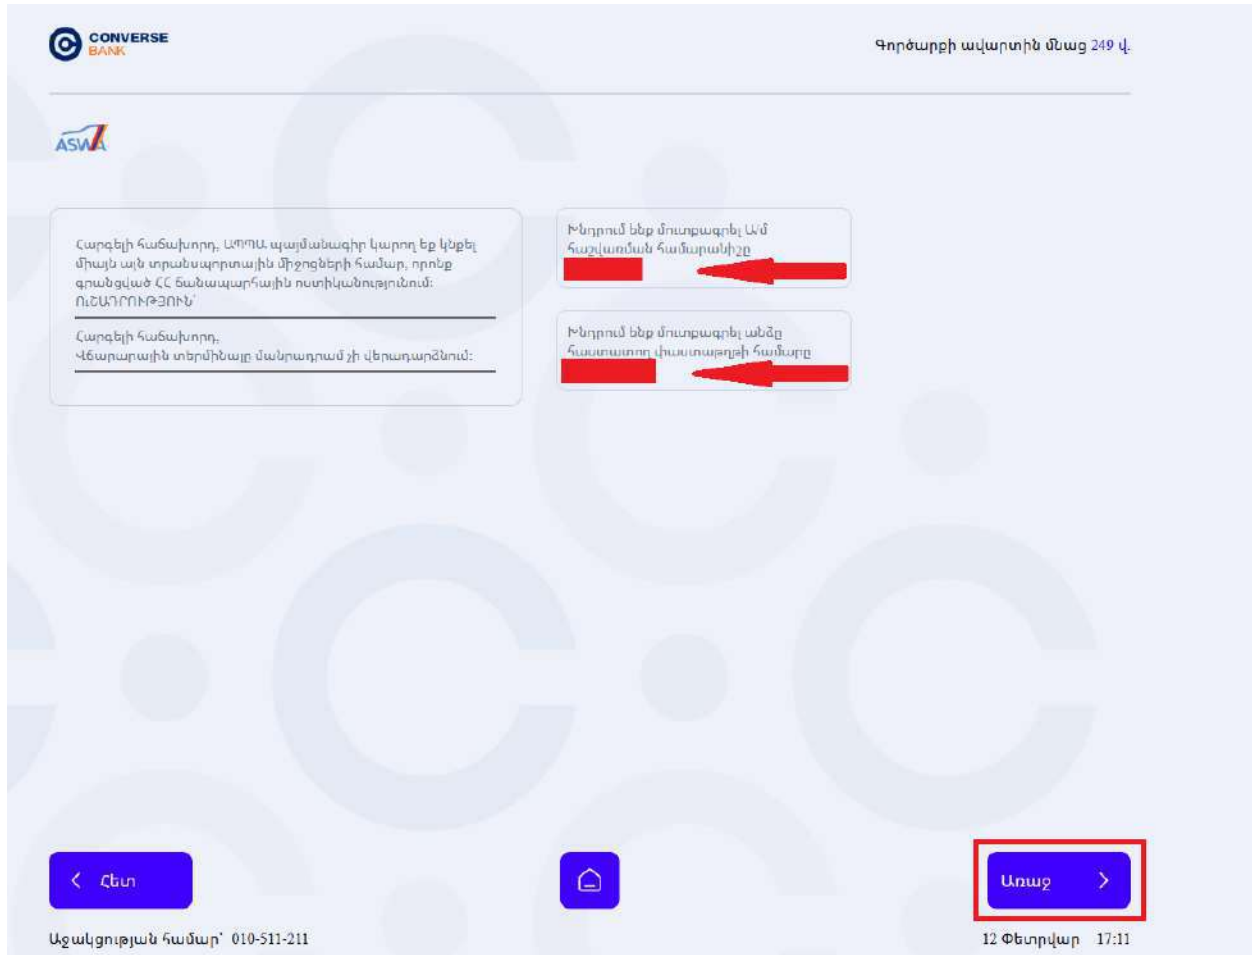 CONVERSE
BANK
Գործարքի ավարտին մնաց 249 վ.
ASWA
Հարգելի հաճախորդ, ԱՊՊԱ պայմանագիր կարող եք կնքել
միայն այն տրանսպորտային միջոցների համար, որոնք
գրանցված ՀՀ ճանապարհային ոստիկանությունում:
ՈւՇԱԴՐՈՒԹՅՈՒՆ՝
Հարգելի հաճախորդ,
Վճարարային տերմինալը մանրադրամ չի վերադարձնում:
Խնդրում ենք մուտքագրել Ա/մ
հաշվառման համարանիշը
Խնդրում ենք մուտքագրել անձը
հաստատող փաստաթղթի համարը
Հետ
Առաջ
Աջակցության համար՝ 010-511-211
12 Փետրվար 17:11